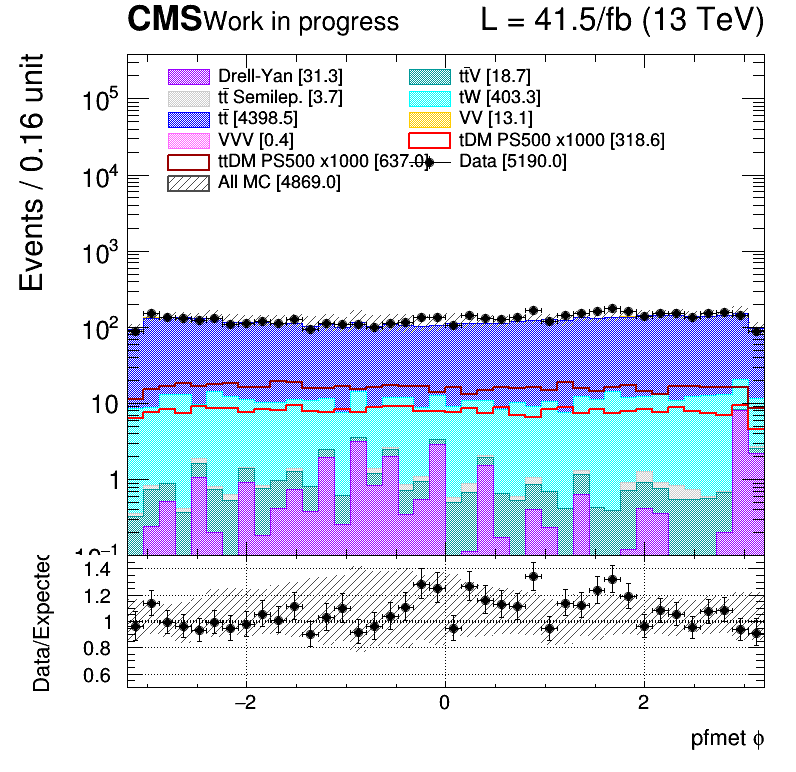 CMS Work in progress L = 41.5/fb (13 TeV)
Drell-Yan [31.3] tt̄V [18.7]
tt̄ Semilep. [3.7] tW [403.3]
tt̄ [4398.5] VV [13.1]
VVV [0.4] tDM PS500 x1000 [318.6]
ttDM PS500 x1000 [637.0] Data [5190.0]
All MC [4869.0]
Events / 0.16 unit
10⁵
10⁴
10³
10²
10
1
10⁻¹
Data/Expected
1.4
1.2
1
0.8
0.6
−2 0 2
pfmet ϕ